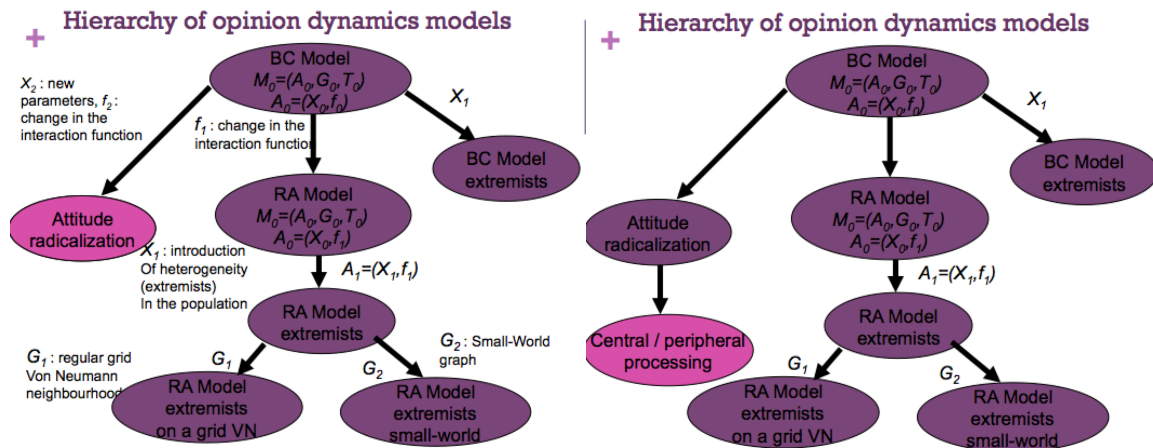 Hierarchy of opinion dynamics models
+
BC Model
M0=(A0,G0,T0)
A0=(X0,f0)
X2 : new
parameters, f2 :
change in the
interaction function
f1 : change in the
interaction function
X1
BC Model
extremists
RA Model
M0=(A0,G0,T0)
A0=(X0,f1)
Attitude
radicalization
X1 : introduction
Of heterogeneity
(extremists)
In the population
A1=(X1,f1)
RA Model
extremists
G1 : regular grid
Von Neumann
neighbourhood
G1
G2
G2 : Small-World
graph
RA Model
extremists
on a grid VN
RA Model
extremists
small-world
Hierarchy of opinion dynamics models
+
BC Model
M0=(A0,G0,T0)
A0=(X0,f0)
X1
BC Model
extremists
RA Model
M0=(A0,G0,T0)
A0=(X0,f1)
Attitude
radicalization
A1=(X1,f1)
RA Model
extremists
Central / peripheral
processing
G1
G2
RA Model
extremists
on a grid VN
RA Model
extremists
small-world